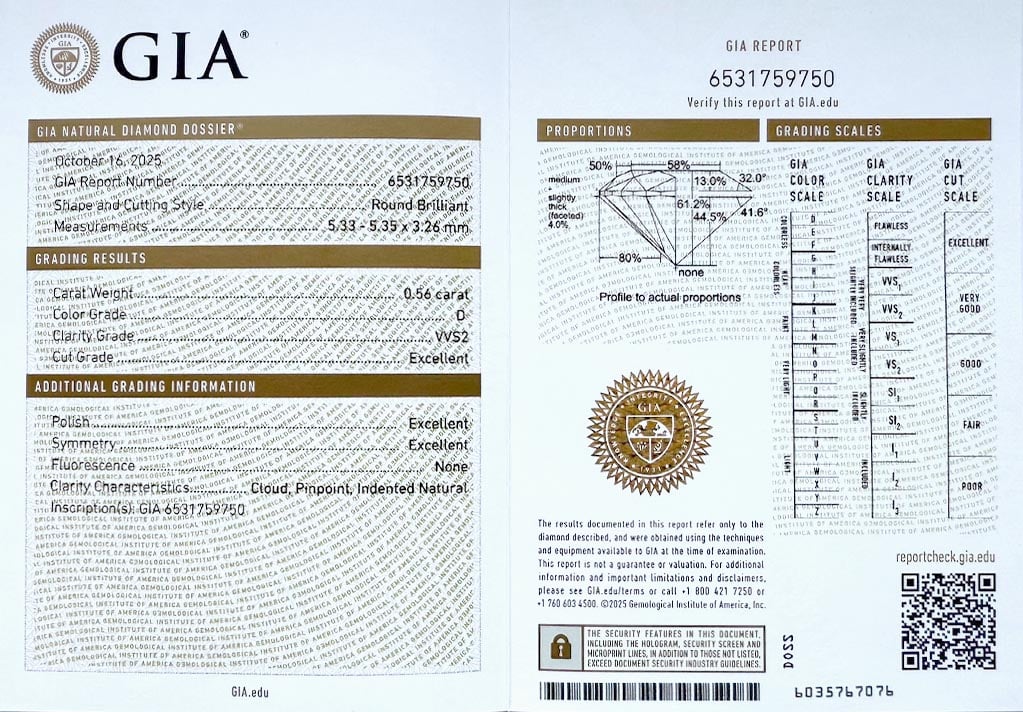 GIA®
GIA NATURAL DIAMOND DOSSIER®
October 16, 2025
GIA Report Number 6531759750
Shape and Cutting Style Round Brilliant
Measurements 5.33 - 5.35 x 3.26 mm
GRADING RESULTS
Carat Weight 0.56 carat
Color Grade D
Clarity Grade VVS2
Cut Grade Excellent
ADDITIONAL GRADING INFORMATION
Polish Excellent
Symmetry Excellent
Fluorescence None
Clarity Characteristics Cloud, Pinpoint, Indented Natural
Inscription(s): GIA 6531759750
GIA.edu
GIA REPORT
6531759750
Verify this report at GIA.edu
PROPORTIONS
50%
58%
medium
-
slightly
thick
(faceted)
4.0%
13.0%
32.0°
61.2%
44.5%
41.6°
80%
none
Profile to actual proportions
GIA
1931
The results documented in this report refer only to the
diamond described, and were obtained using the techniques
and equipment available to GIA at the time of examination.
This report is not a guarantee or valuation. For additional
information and important limitations and disclaimers,
please see GIA.edu/terms or call +1 800 421 7250 or
+1 760 603 4500. ©2025 Gemological Institute of America, Inc.
THE SECURITY FEATURES IN THIS DOCUMENT,
INCLUDING THE HOLOGRAM, SECURITY SCREEN AND
MICROPRINT LINES, IN ADDITION TO THOSE NOT LISTED,
EXCEED DOCUMENT SECURITY INDUSTRY GUIDELINES.
GRADING SCALES
GIA
COLOR
SCALE
COLORLESS
D
E
F
NEAR COLORLESS
G
H
I
J
FAINT
K
L
M
VERY LIGHT
N
O
P
Q
R
LIGHT
S
T
U
V
W
X
Y
Z
GIA
CLARITY
SCALE
FLAWLESS
INTERNALLY
FLAWLESS
VERY VERY
SLIGHTLY INCLUDED
VVS1
VVS2
VERY SLIGHTLY
INCLUDED
VS1
VS2
SLIGHTLY
INCLUDED
SI1
SI2
INCLUDED
I1
I2
I3
GIA
CUT
SCALE
EXCELLENT
VERY
GOOD
GOOD
FAIR
POOR
reportcheck.gia.edu
DO22
6035767076